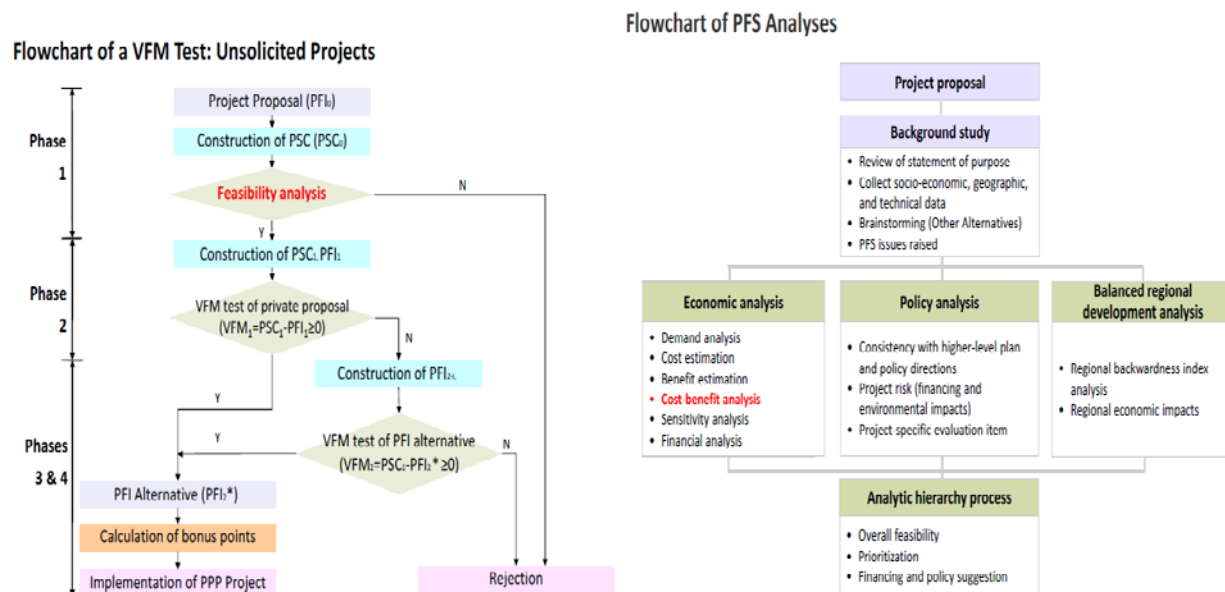 Flowchart of a VFM Test: Unsolicited Projects
Phase
1
Phase
2
Phases
3 & 4
Project Proposal (PFI₀)
Construction of PSC (PSC₀)
Feasibility analysis
N
Y
Construction of PSC₁, PFI₁
VFM test of private proposal
(VFM₁=PSC₁-PFI₁≥0)
N
Construction of PFI₂
Y
Y
VFM test of PFI alternative
(VFM₂=PSC₁-PFI₂* ≥0)
N
PFI Alternative (PFI₂*)
Calculation of bonus points
Implementation of PPP Project
Rejection
Flowchart of PFS Analyses
Project proposal
Background study
• Review of statement of purpose
• Collect socio-economic, geographic,
and technical data
• Brainstorming (Other Alternatives)
• PFS issues raised
Economic analysis
• Demand analysis
• Cost estimation
• Benefit estimation
• Cost-benefit analysis
• Sensitivity analysis
• Financial analysis
Policy analysis
• Consistency with higher-level plan
and policy directions
• Project risk (financing and
environmental impacts)
• Project specific evaluation item
Balanced regional
development analysis
• Regional backwardness index
analysis
• Regional economic impacts
Analytic hierarchy process
• Overall feasibility
• Prioritization
• Financing and policy suggestion